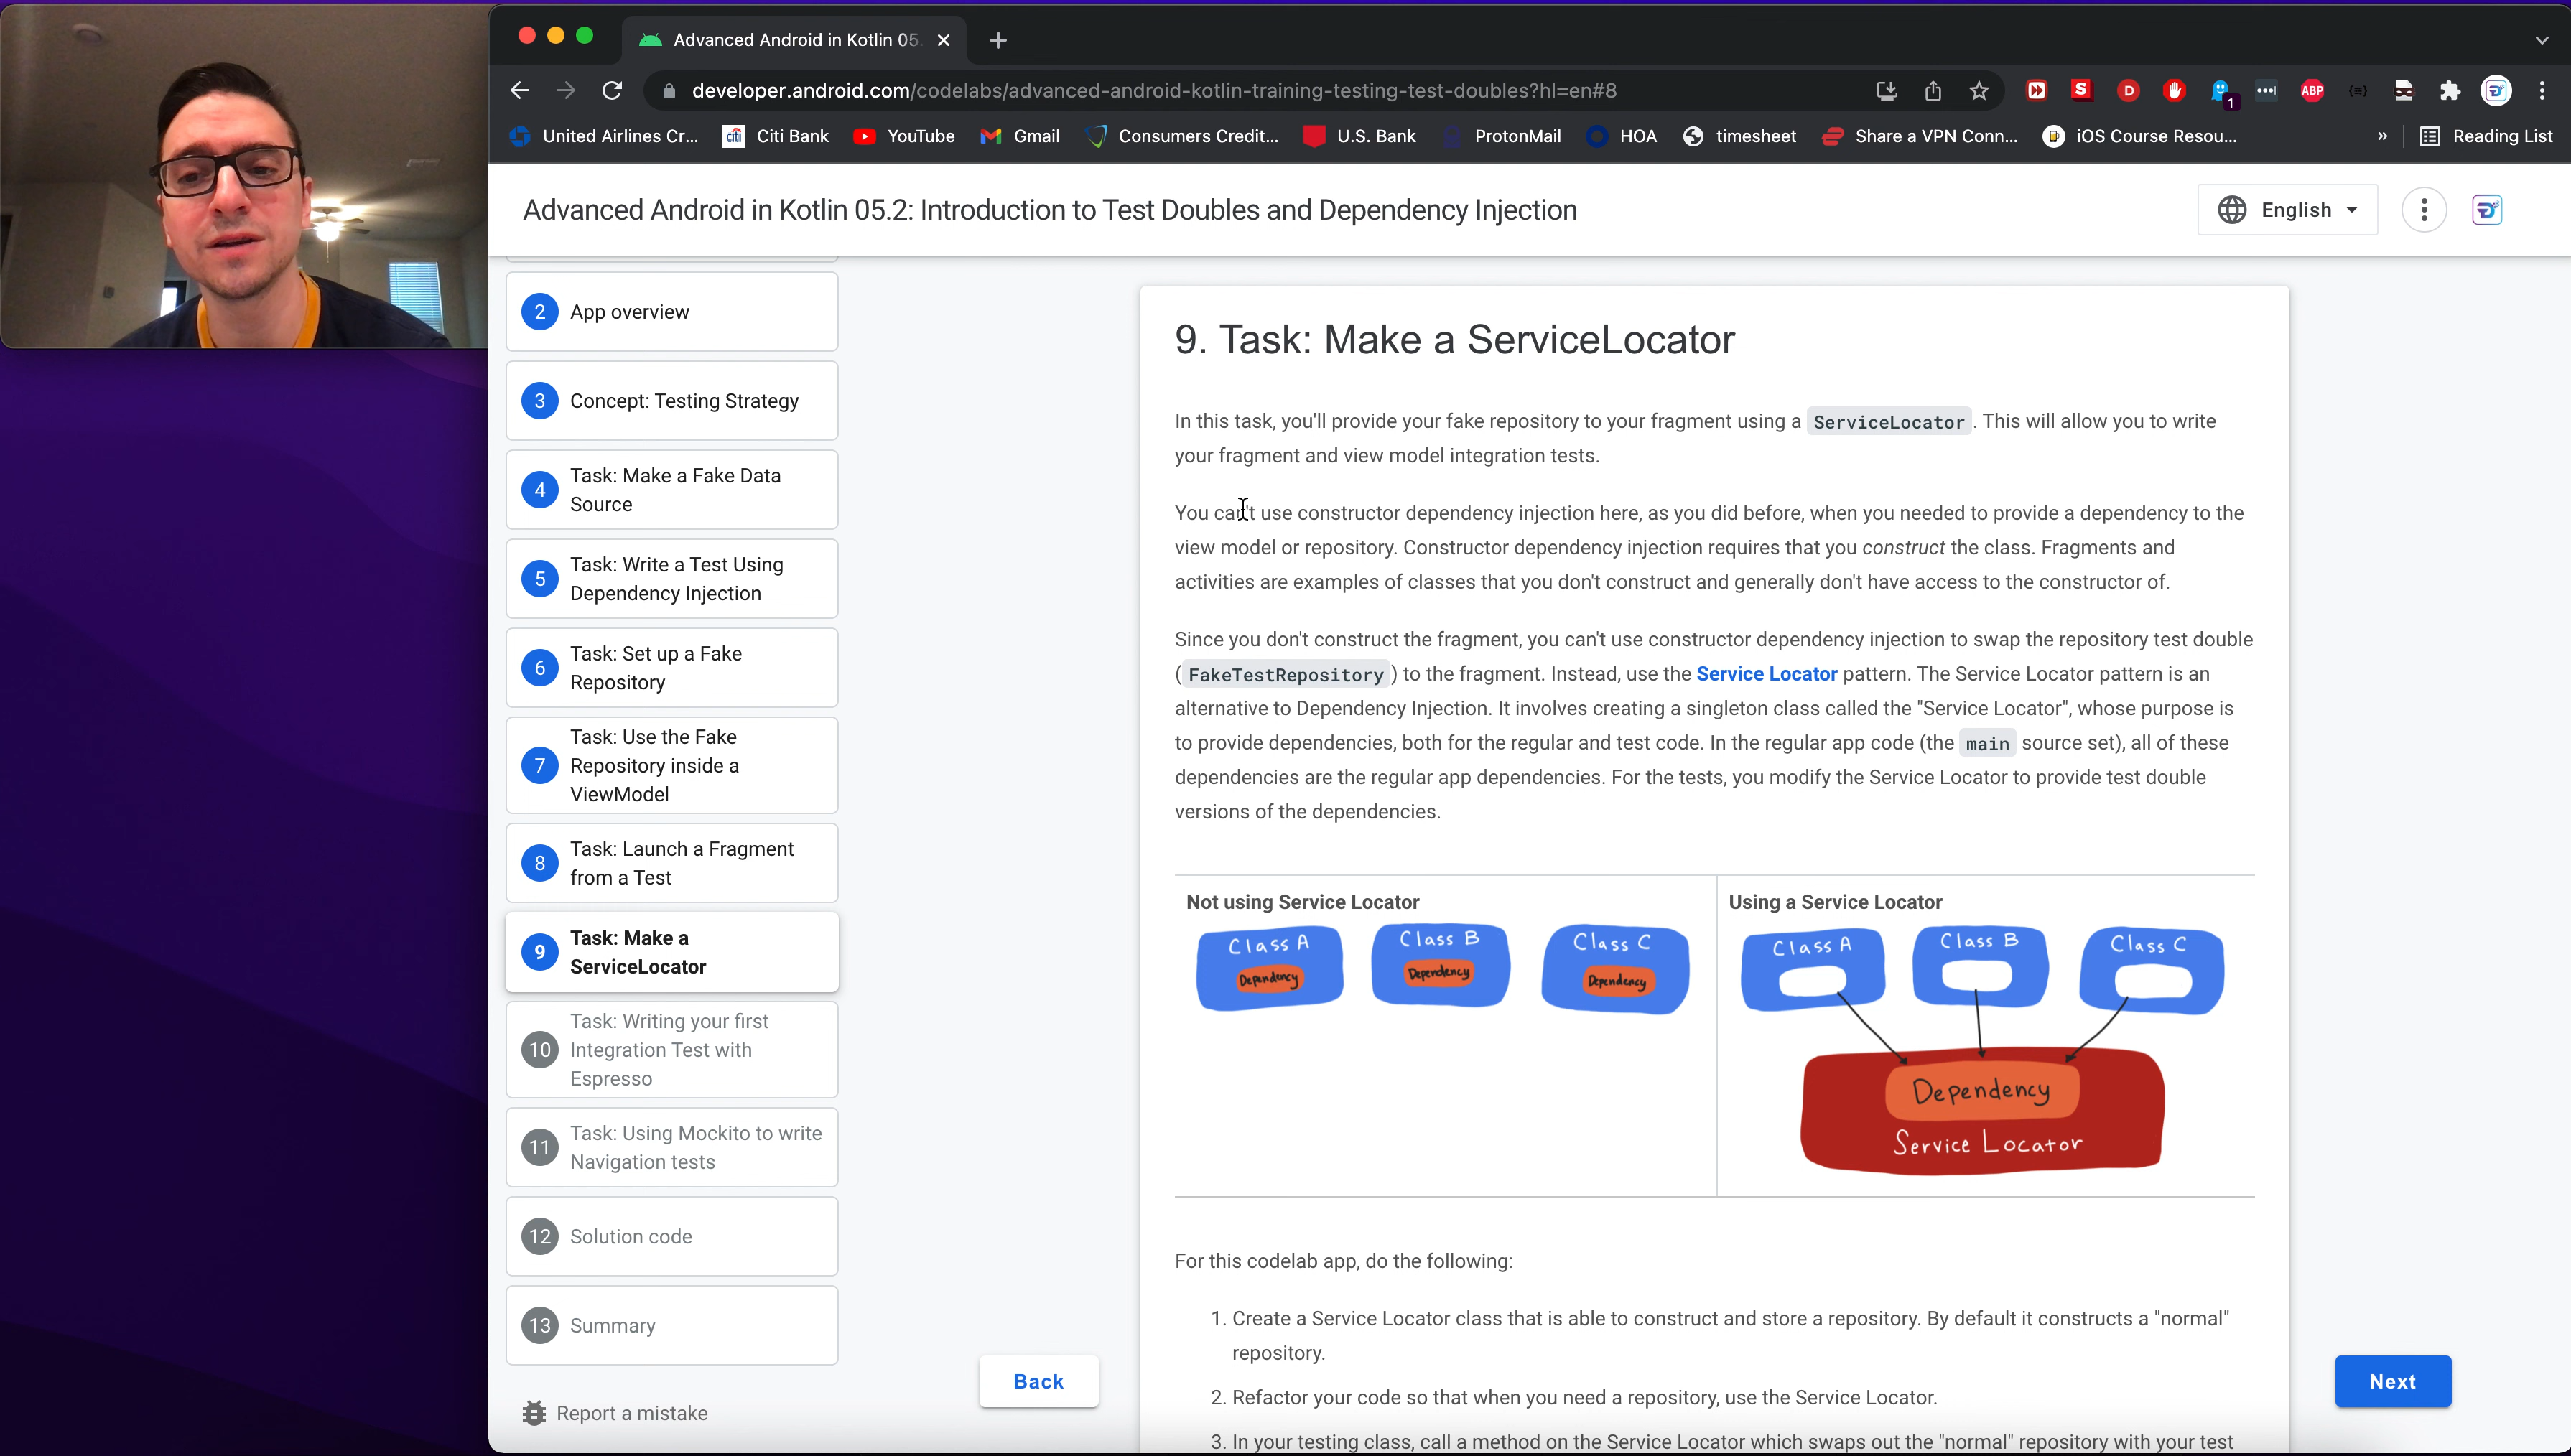 Advanced Android in Kotlin 05.
developer.android.com/codelabs/advanced-android-kotlin-training-testing-test-doubles?hl=en#8
S
D
1
ABP
United Airlines Cr...
citi
Citi Bank
YouTube
Gmail
Consumers Credit...
U.S. Bank
ProtonMail
HOA
timesheet
Share a VPN Conn...
iOS Course Resou...
»
Reading List
Advanced Android in Kotlin 05.2: Introduction to Test Doubles and Dependency Injection
English
2 App overview
3 Concept: Testing Strategy
4 Task: Make a Fake Data
Source
5 Task: Write a Test Using
Dependency Injection
6 Task: Set up a Fake
Repository
7 Task: Use the Fake
Repository inside a
ViewModel
8 Task: Launch a Fragment
from a Test
9 Task: Make a
ServiceLocator
10 Task: Writing your first
Integration Test with
Espresso
11 Task: Using Mockito to write
Navigation tests
12 Solution code
13 Summary
Report a mistake
9. Task: Make a ServiceLocator
In this task, you'll provide your fake repository to your fragment using a ServiceLocator. This will allow you to write
your fragment and view model integration tests.
You can't use constructor dependency injection here, as you did before, when you needed to provide a dependency to the
view model or repository. Constructor dependency injection requires that you construct the class. Fragments and
activities are examples of classes that you don't construct and generally don't have access to the constructor of.
Since you don't construct the fragment, you can't use constructor dependency injection to swap the repository test double
(FakeTestRepository) to the fragment. Instead, use the Service Locator pattern. The Service Locator pattern is an
alternative to Dependency Injection. It involves creating a singleton class called the "Service Locator", whose purpose is
to provide dependencies, both for the regular and test code. In the regular app code (the main source set), all of these
dependencies are the regular app dependencies. For the tests, you modify the Service Locator to provide test double
versions of the dependencies.
Not using Service Locator
Class A
Dependency
Class B
Dependency
Class C
Dependency
Using a Service Locator
Class A
Class B
Class C
Dependency
Service Locator
For this codelab app, do the following:
1. Create a Service Locator class that is able to construct and store a repository. By default it constructs a "normal"
repository.
2. Refactor your code so that when you need a repository, use the Service Locator.
3. In your testing class, call a method on the Service Locator which swaps out the "normal" repository with your test
Back
Next